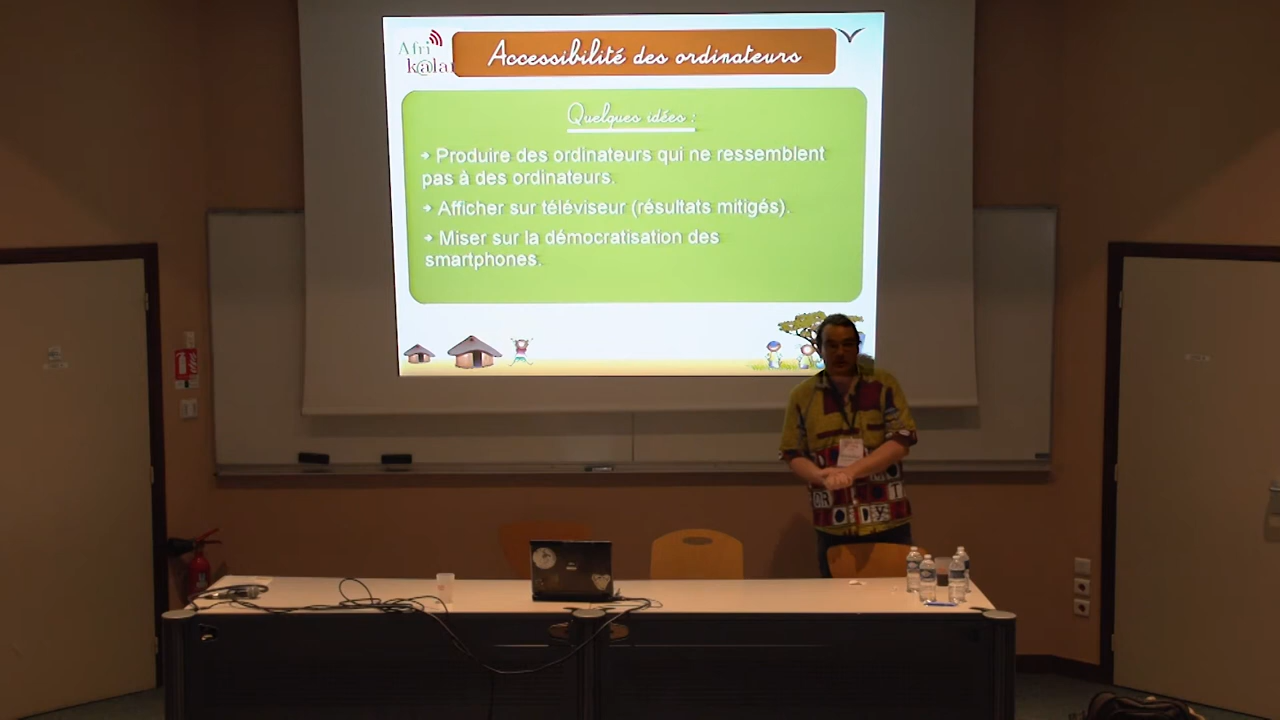 Afri
k@lan
Accessibilité des ordinateurs
Quelques idées :
→ Produire des ordinateurs qui ne ressemblent
pas à des ordinateurs.
→ Afficher sur téléviseur (résultats mitigés).
→ Miser sur la démocratisation des
smartphones.